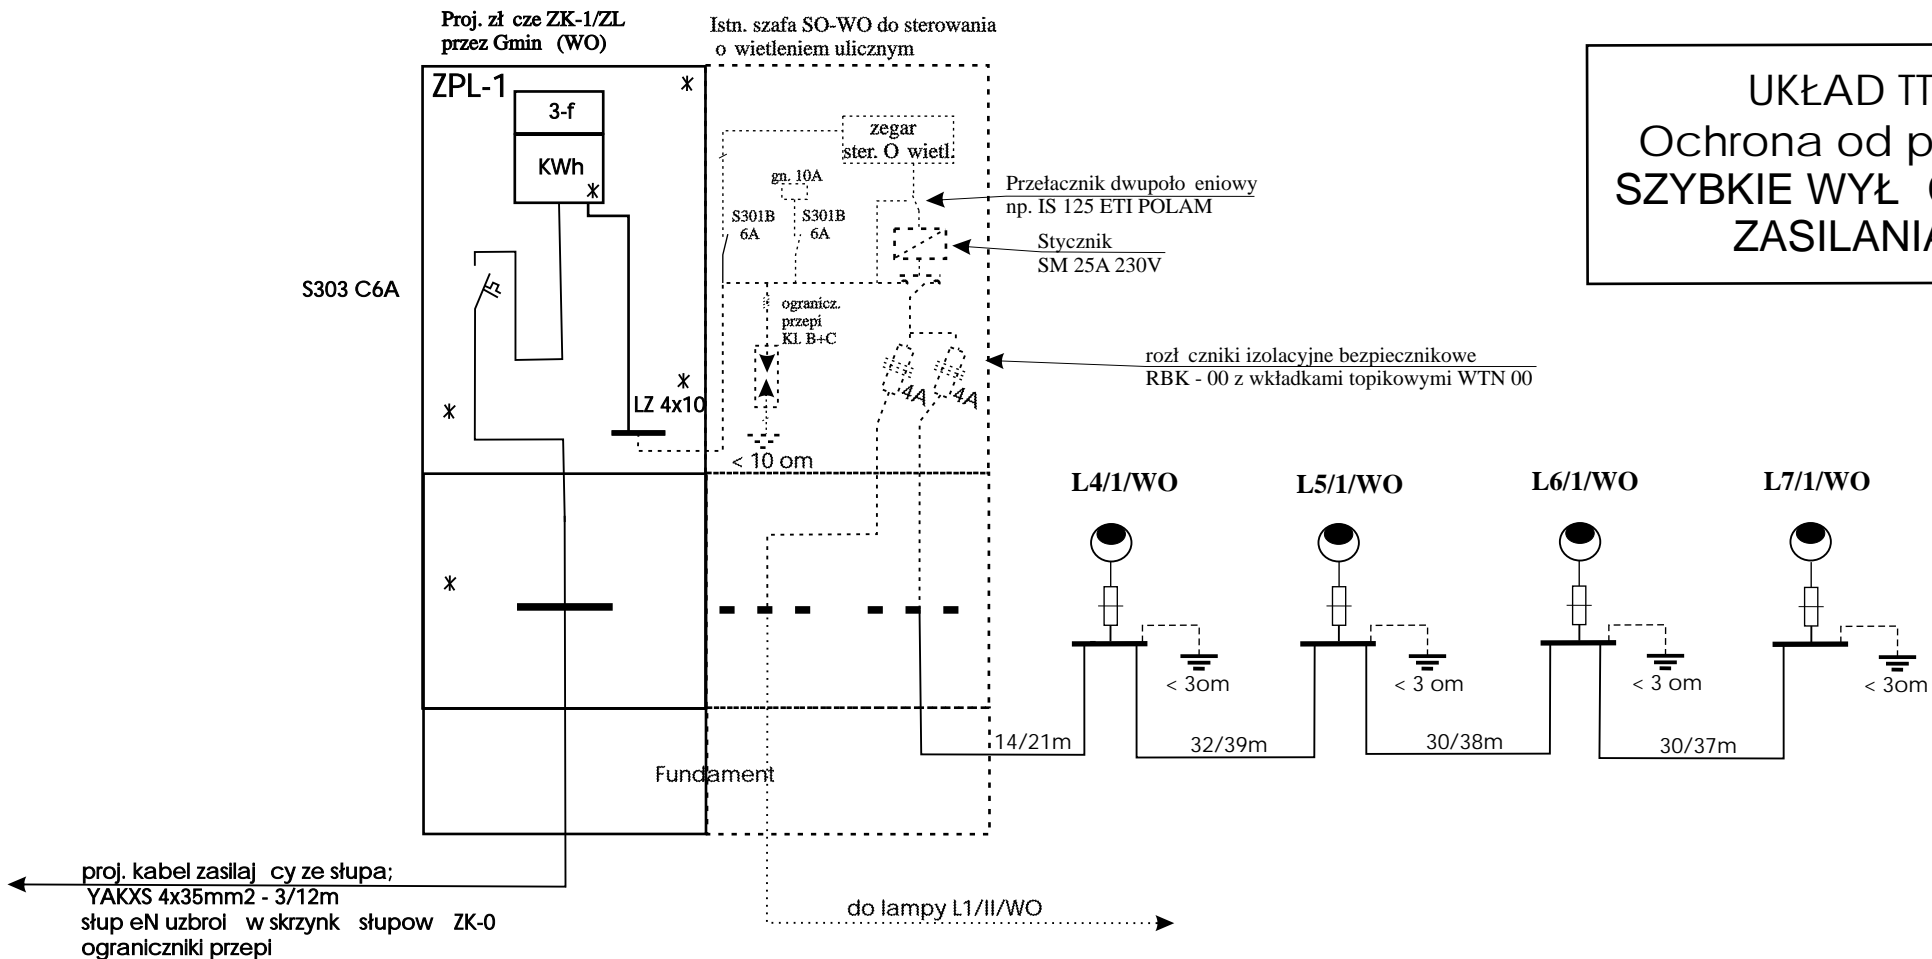 Proj. zł cze ZK-1/ZL
przez Gmin (WO)
Istn. szafa SO-WO do sterowania
o wietleniem ulicznym
UKŁAD TT
Ochrona od p
SZYBKIE WYŁ
ZASILANIA
ZPL-1
3-f
KWh
zegar
ster. O wietl.
gn. 10A
S301B
6A
S301B
6A
Przełacznik dwupoło eniowy
np. IS 125 ETI POLAM
Stycznik
SM 25A 230V
S303 C6A
ogranicz.
przepi
Kl. B+C
rozł czniki izolacyjne bezpiecznikowe
RBK - 00 z wkładkami topikowymi WTN 00
4A
4A
LZ 4x10
< 10 om
L4/1/WO
L5/1/WO
L6/1/WO
L7/1/WO
< 3om
< 3 om
< 3 om
< 3om
14/21m
32/39m
30/38m
30/37m
Fundament
proj. kabel zasilaj cy ze słupa;
YAKXS 4x35mm2 - 3/12m
słup eN uzbroi w skrzynk słupow ZK-0
ograniczniki przepi
do lampy L1/II/WO